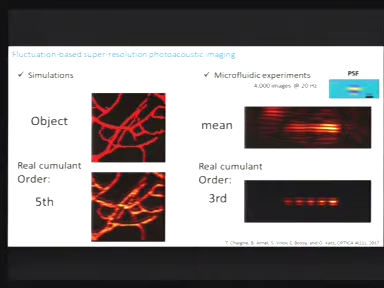 Fluctuation-based super-resolution photoacoustic imaging
✓ Simulations
Object
Real cumulant
Order:
5th
✓ Microfluidic experiments
4,000 images @ 20 Hz
PSF
mean
Real cumulant
Order:
3rd
T. Chaigne, B. Arnal, S. Vilov, E. Bossy, and O. Katz, OPTICA 4(11), 2017